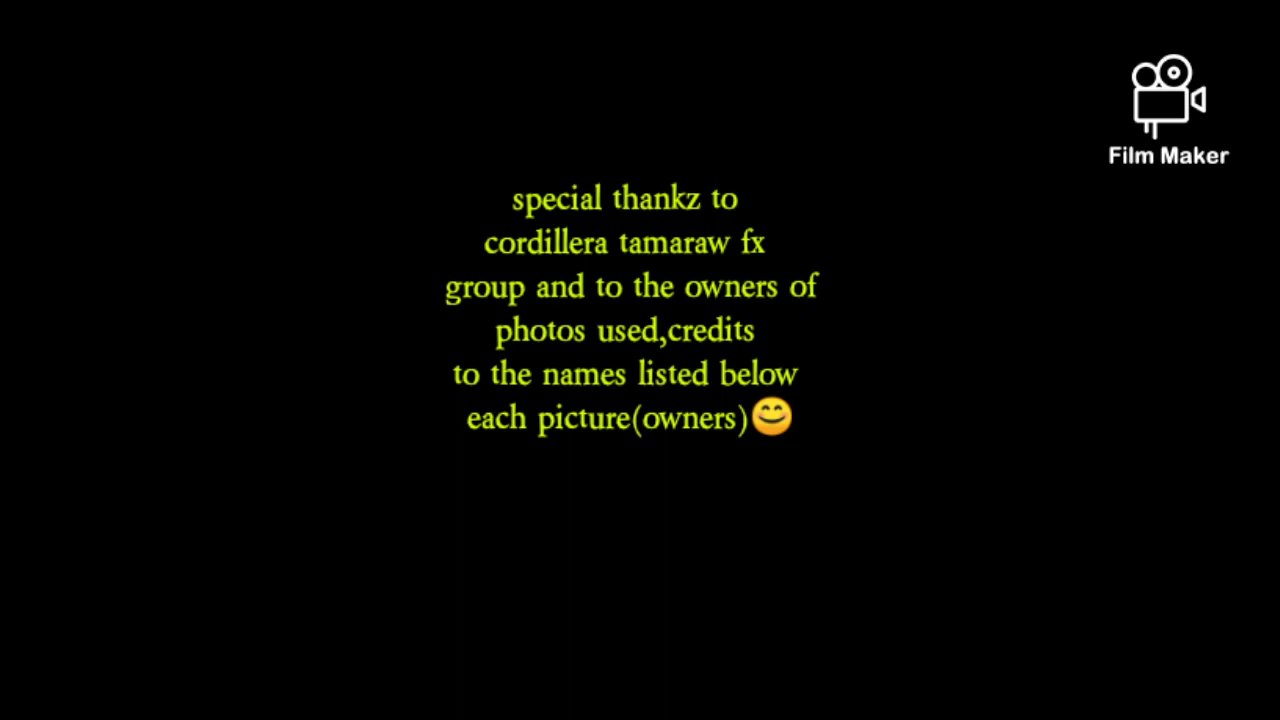 Film Maker
special thankz to
cordillera tamaraw fx
group and to the owners of
photos used,credits
to the names listed below
each picture(owners)😊